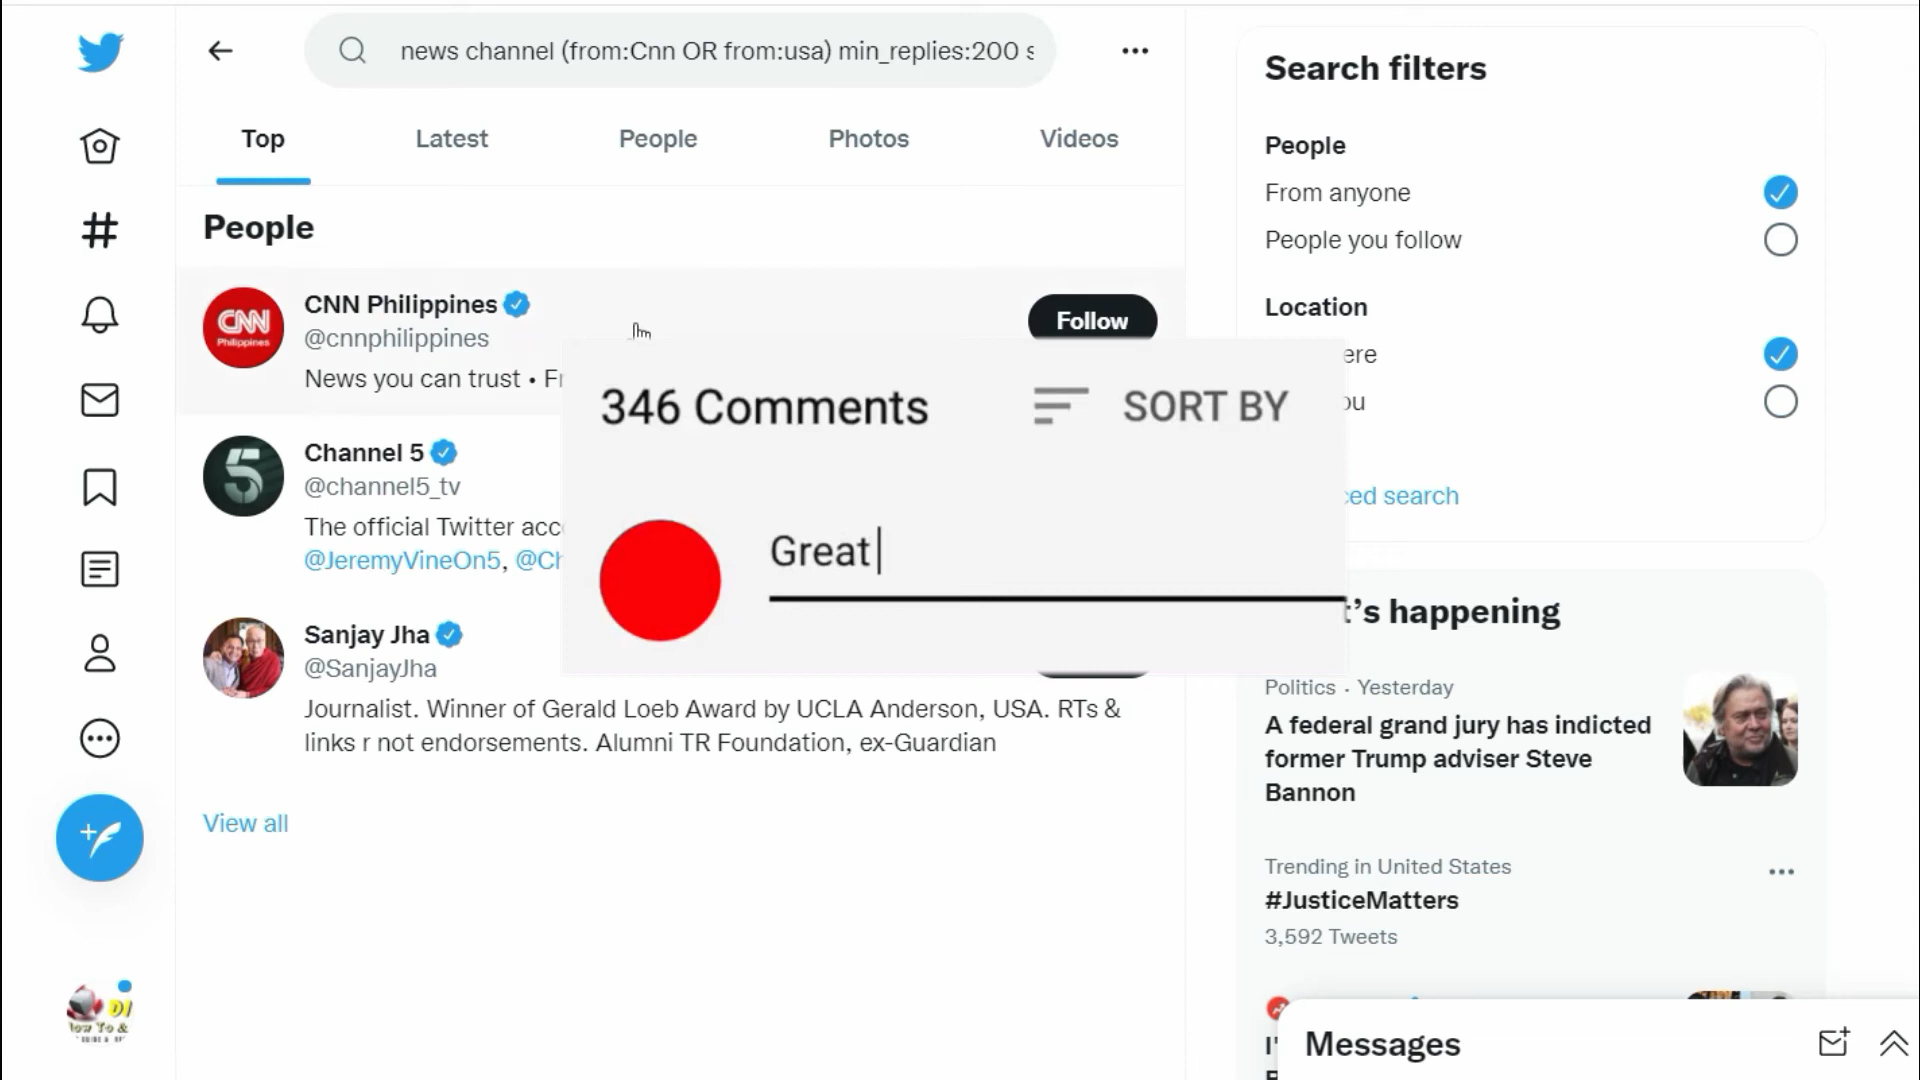 news channel (from:Cnn OR from:usa) min_replies:200 s
Top
Latest
People
Photos
Videos
People
CNN Philippines
@cnnphilippines
News you can trust • Fr
Follow
CNN
Philippines
Channel 5
@channel5_tv
The official Twitter acco
@JeremyVineOn5, @Ch
5
Sanjay Jha
@SanjayJha
Journalist. Winner of Gerald Loeb Award by UCLA Anderson, USA. RTs &
links r not endorsements. Alumni TR Foundation, ex-Guardian
View all
346 Comments
SORT BY
Great
Search filters
People
From anyone
People you follow
Location
ere
ou
ced search
t's happening
Politics · Yesterday
A federal grand jury has indicted
former Trump adviser Steve
Bannon
Trending in United States
#JusticeMatters
3,592 Tweets
Messages